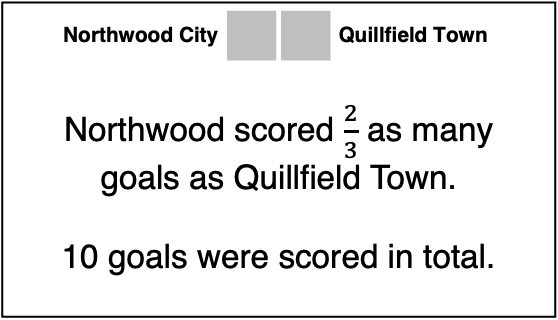 Northwood City Quillfield Town
Northwood scored 2/3 as many
goals as Quillfield Town.
10 goals were scored in total.